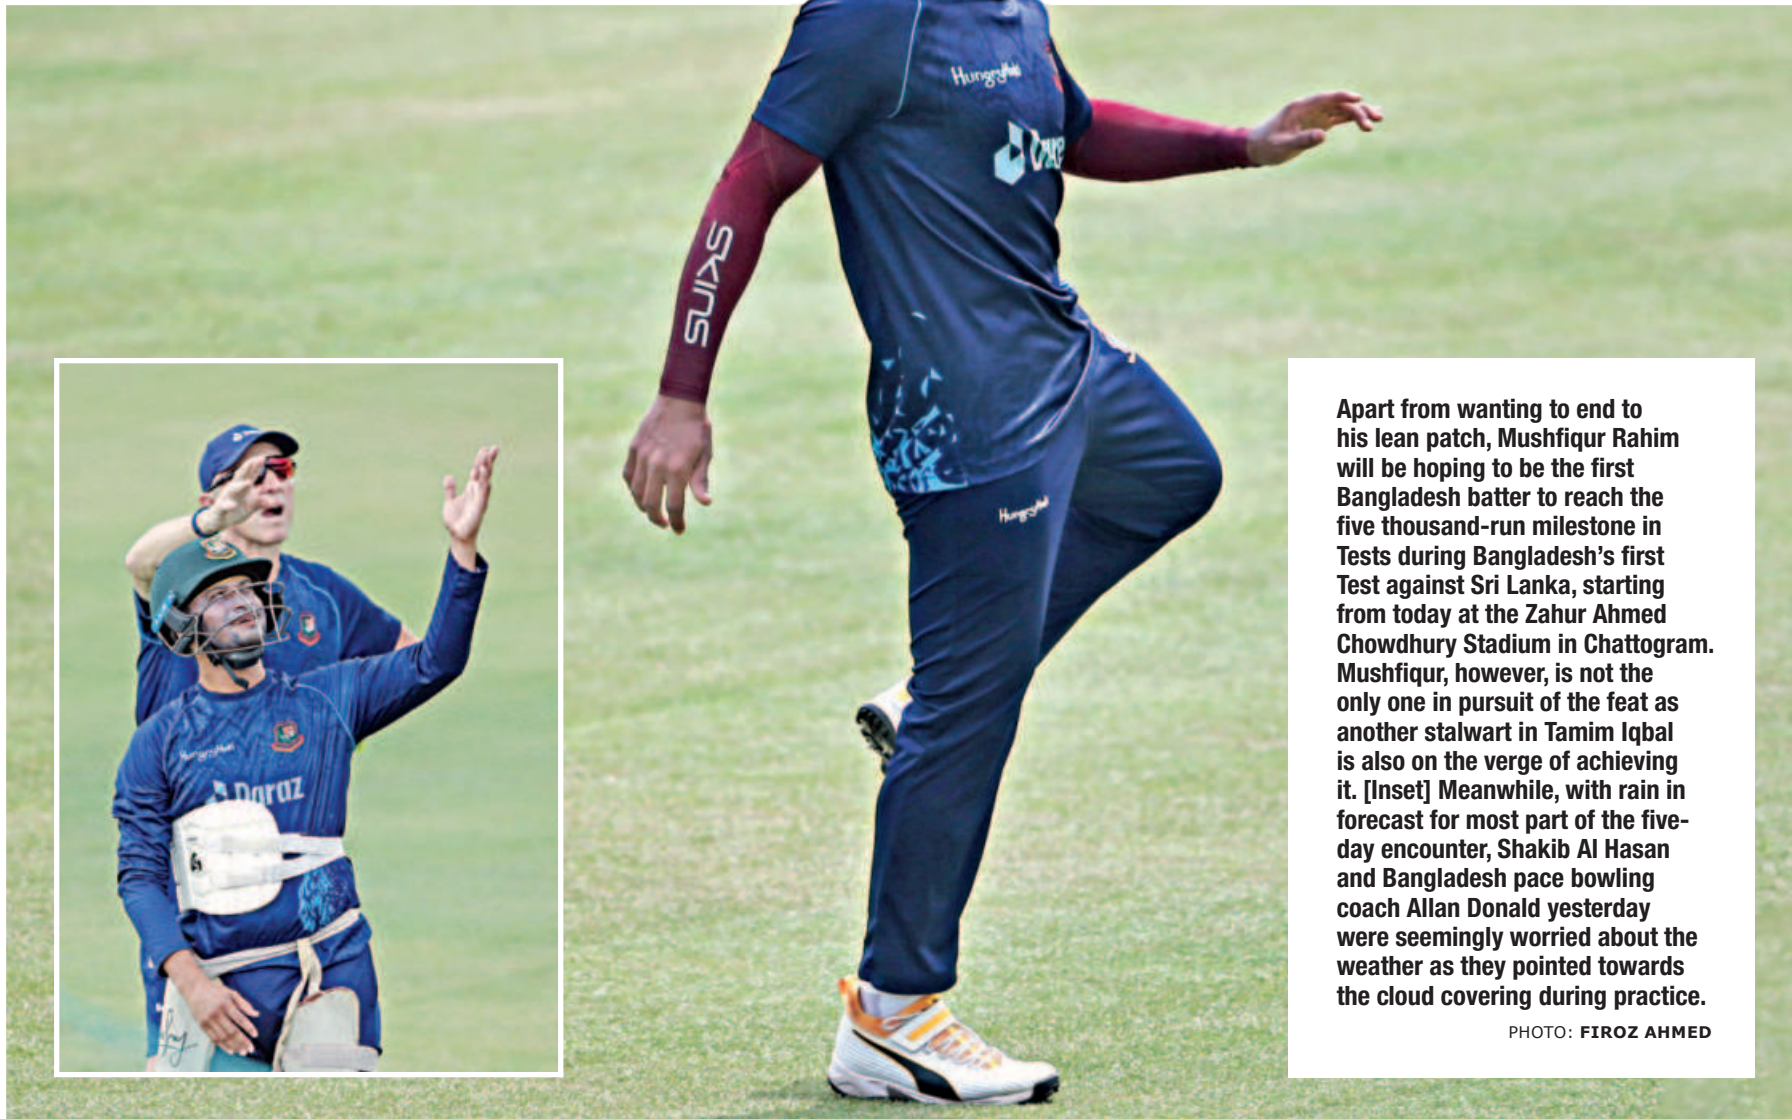 HungryNaki
SKINS
HungryNaki
HungryNaki
Daraz
Apart from wanting to end to
his lean patch, Mushfiqur Rahim
will be hoping to be the first
Bangladesh batter to reach the
five thousand-run milestone in
Tests during Bangladesh’s first
Test against Sri Lanka, starting
from today at the Zahur Ahmed
Chowdhury Stadium in Chattogram.
Mushfiqur, however, is not the
only one in pursuit of the feat as
another stalwart in Tamim Iqbal
is also on the verge of achieving
it. [Inset] Meanwhile, with rain in
forecast for most part of the five-
day encounter, Shakib Al Hasan
and Bangladesh pace bowling
coach Allan Donald yesterday
were seemingly worried about the
weather as they pointed towards
the cloud covering during practice.
PHOTO: FIROZ AHMED